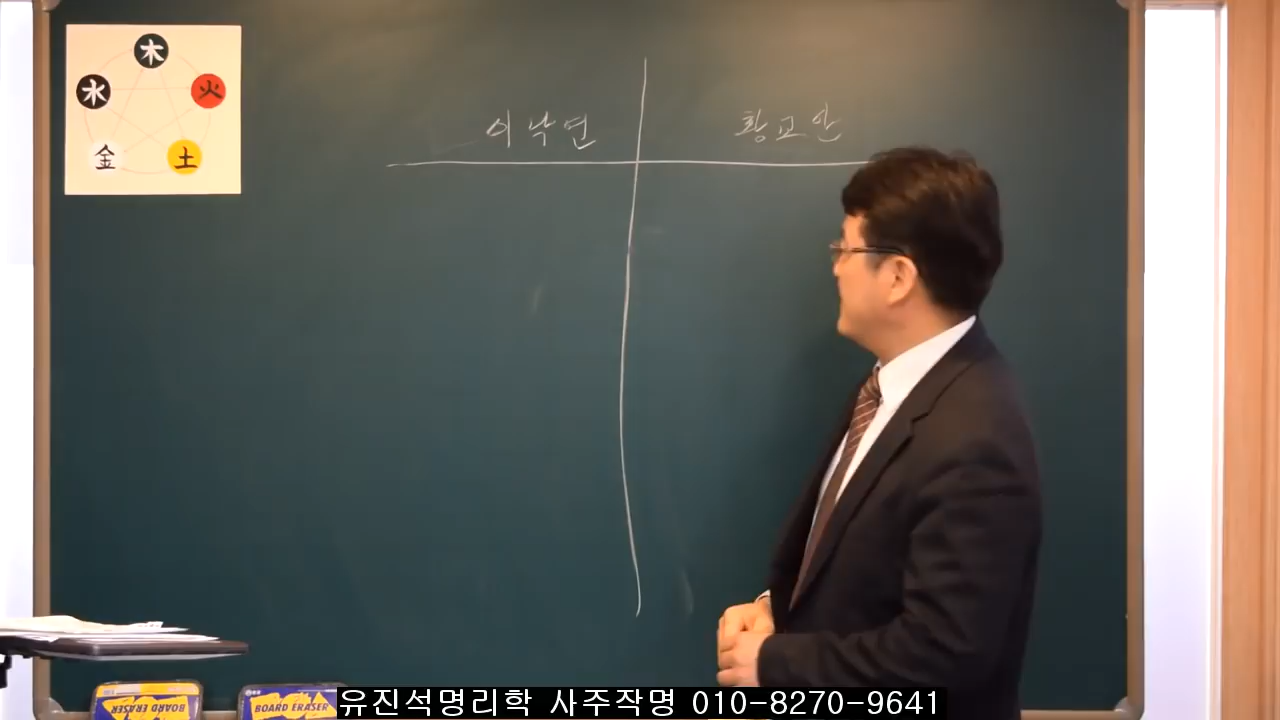 木
水 火
金 土
이낙연 황교안
BOARD ERASER BOARD ERASER
유진석명리학 사주작명 010-8270-9641